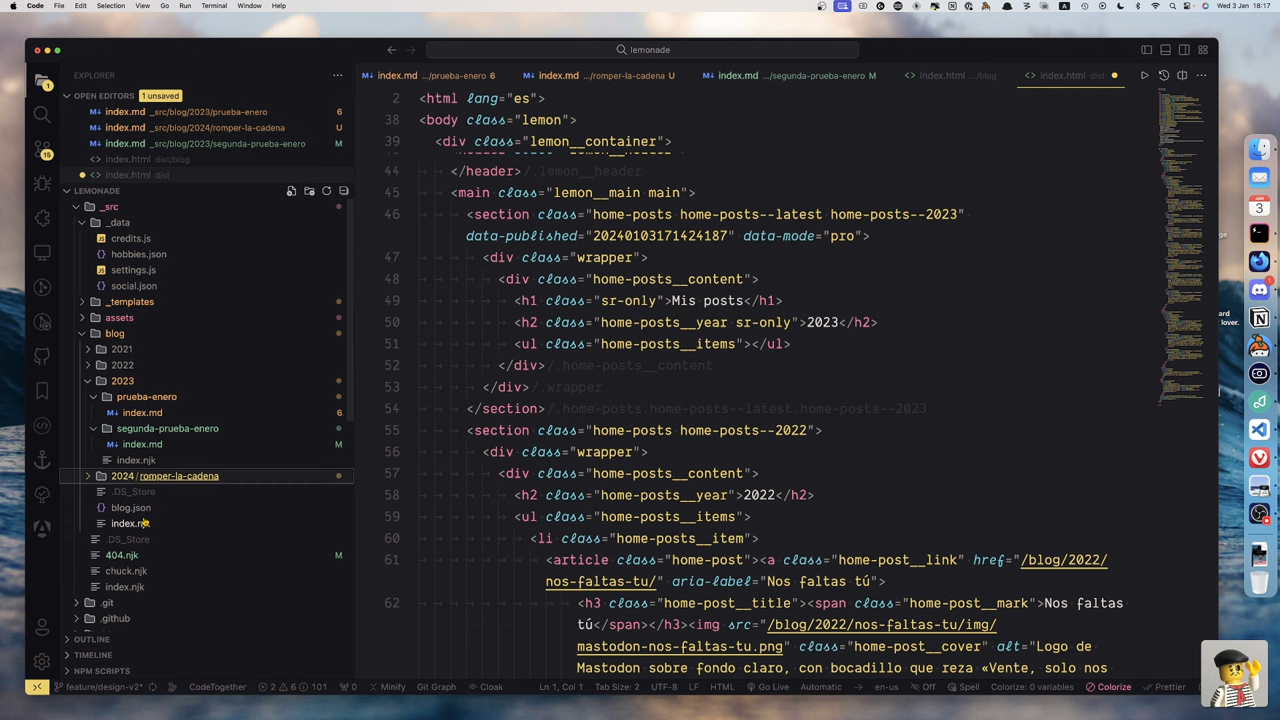 Code File Edit Selection View Go Run Terminal Window Help
Wed 3 Jan 18:17
lemonade
EXPLORER
index.md …/prueba-enero 6
index.md …/romper-la-cadena U
index.md …/segunda-prueba-enero M
index.html …/blog
index.html dist
OPEN EDITORS 1 unsaved
index.md _src/blog/2023/prueba-enero 6
index.md _src/blog/2024/romper-la-cadena U
index.md _src/blog/2023/segunda-prueba-enero M
index.html dist/blog
index.html dist
LEMONADE
_src
_data
credits.js
hobbies.json
settings.js
social.json
_templates
assets
blog
2021
2022
2023
prueba-enero
index.md 6
segunda-prueba-enero
index.md M
index.njk
2024 / romper-la-cadena
.DS_Store
blog.json
.DS_Store
404.njk M
chuck.njk
index.njk
.git
.github
OUTLINE
TIMELINE
NPM SCRIPTS
2 <html lang="es">
38 <body class="lemon">
39 <div class="lemon__container">
44 </header>/.lemon__header
45 <main class="lemon__main main">
46 <section class="home-posts home-posts--latest home-posts--2023"
data-published="20240103171424187" data-mode="pro">
47 <div class="wrapper">
48 <div class="home-posts__content">
49 <h1 class="sr-only">Mis posts</h1>
50 <h2 class="home-posts__year sr-only">2023</h2>
51 <ul class="home-posts__items"></ul>
52 </div>/.home-posts__content
53 </div>/.wrapper
54 </section>/.home-posts.home-posts--latest.home-posts--2023
55 <section class="home-posts home-posts--2022">
56 <div class="wrapper">
57 <div class="home-posts__content">
58 <h2 class="home-posts__year">2022</h2>
59 <ul class="home-posts__items">
60 <li class="home-posts__item">
61 <article class="home-post"><a class="home-post__link" href="/blog/2022/
nos-faltas-tu/" aria-label="Nos faltas tú">
62 <h3 class="home-post__title"><span class="home-post__mark">Nos faltas
tú</span></h3><img src="/blog/2022/nos-faltas-tu/img/
mastodon-nos-faltas-tu.png" class="home-post__cover" alt="Logo de
Mastodon sobre fondo claro, con bocadillo que reza «Vente, solo nos
feature/design-v2* CodeTogether 2 6 101 0 Minify Git Graph Cloak Ln 1, Col 1 Tab Size: 2 UTF-8 LF HTML Go Live Automatic en-us Off Spell Colorize: 0 variables Colorize Prettier